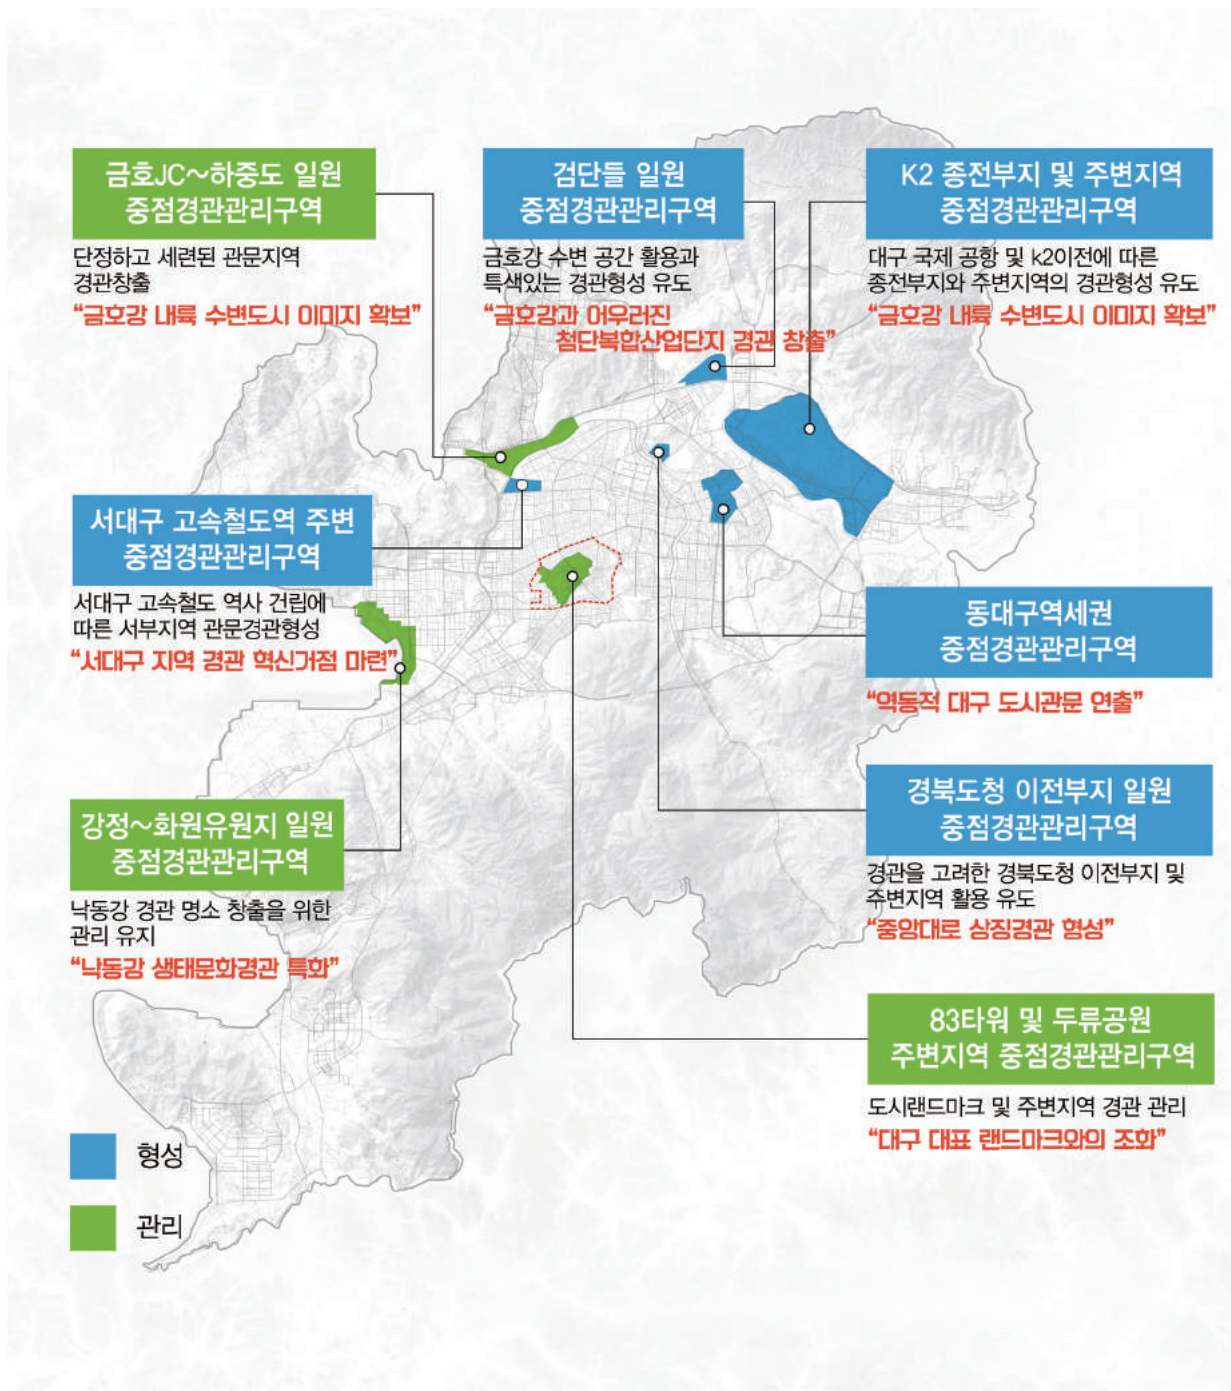 금호JC~하중도 일원
중점경관관리구역
단정하고 세련된 관문지역
경관창출
“금호강 내륙 수변도시 이미지 확보”
검단들 일원
중점경관관리구역
금호강 수변 공간 활용과
특색있는 경관형성 유도
“금호강과 어우러진
첨단복합산업단지 경관 창출”
K2 종전부지 및 주변지역
중점경관관리구역
대구 국제 공항 및 k2이전에 따른
종전부지와 주변지역의 경관형성 유도
“금호강 내륙 수변도시 이미지 확보”
서대구 고속철도역 주변
중점경관관리구역
서대구 고속철도 역사 건립에
따른 서부지역 관문경관형성
“서대구 지역 경관 혁신거점 마련”
동대구역세권
중점경관관리구역
“역동적 대구 도시관문 연출”
강정~화원유원지 일원
중점경관관리구역
낙동강 경관 명소 창출을 위한
관리 유지
“낙동강 생태문화경관 특화”
경북도청 이전부지 일원
중점경관관리구역
경관을 고려한 경북도청 이전부지 및
주변지역 활용 유도
“중앙대로 상징경관 형성”
83타워 및 두류공원
주변지역 중점경관관리구역
도시랜드마크 및 주변지역 경관 관리
“대구 대표 랜드마크와의 조화”
형성
관리